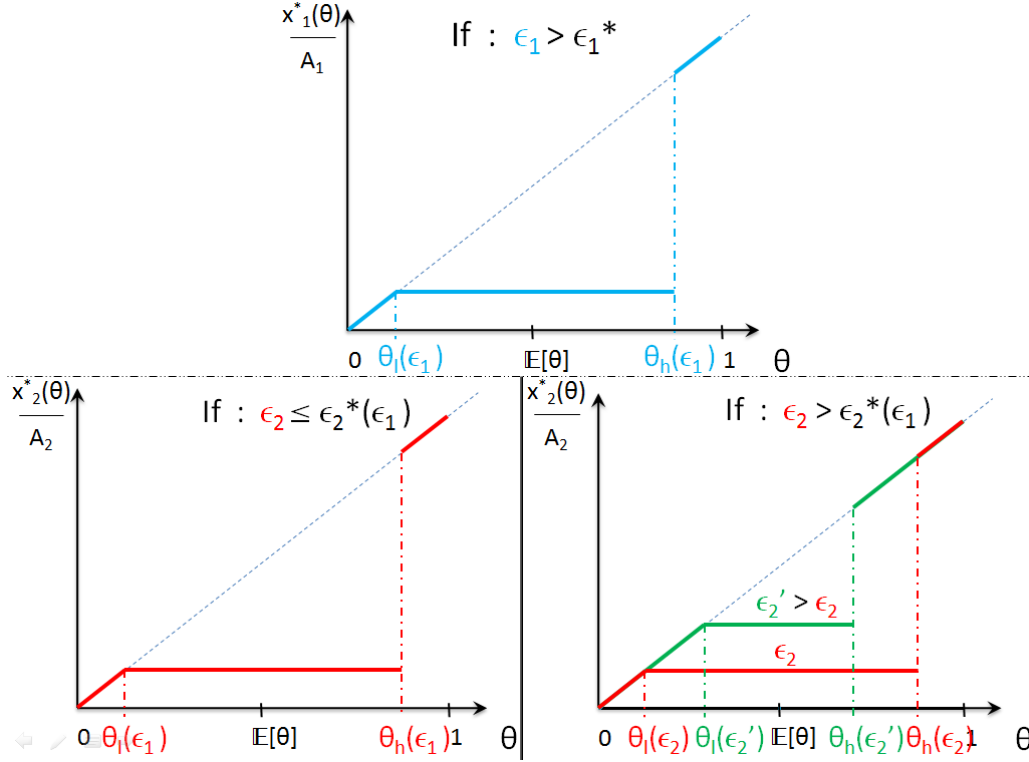 x*₁(θ)
A₁
If : ϵ₁ > ϵ₁*
0 θₗ(ϵ₁) 𝔼[θ] θₕ(ϵ₁) 1 θ
x*₂(θ)
A₂
If : ϵ₂ ≤ ϵ₂*(ϵ₁)
0 θₗ(ϵ₁) 𝔼[θ] θₕ(ϵ₁) 1 θ
x*₂(θ)
A₂
If : ϵ₂ > ϵ₂*(ϵ₁)
ϵ₂' > ϵ₂
ϵ₂
0 θₗ(ϵ₂) θₗ(ϵ₂') 𝔼[θ] θₕ(ϵ₂') θₕ(ϵ₂) 1 θ